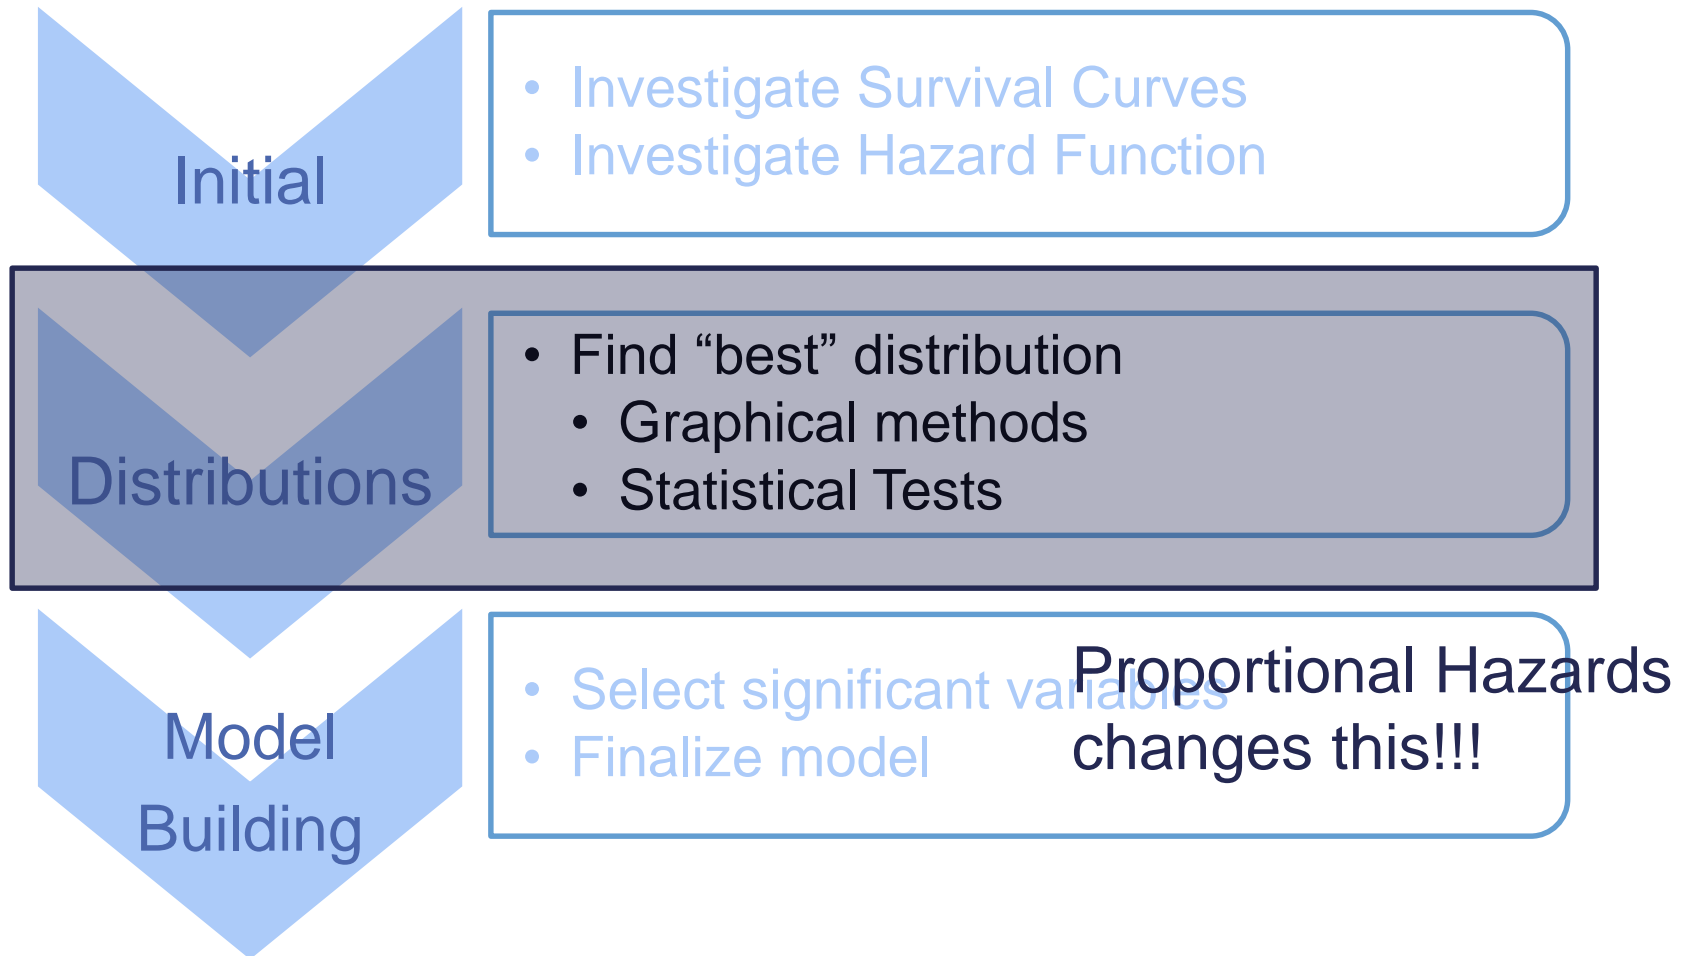 Initial
• Investigate Survival Curves
• Investigate Hazard Function
Distributions
• Find “best” distribution
• Graphical methods
• Statistical Tests
Model
Building
• Select significant variables
• Finalize model
Proportional Hazards
changes this!!!